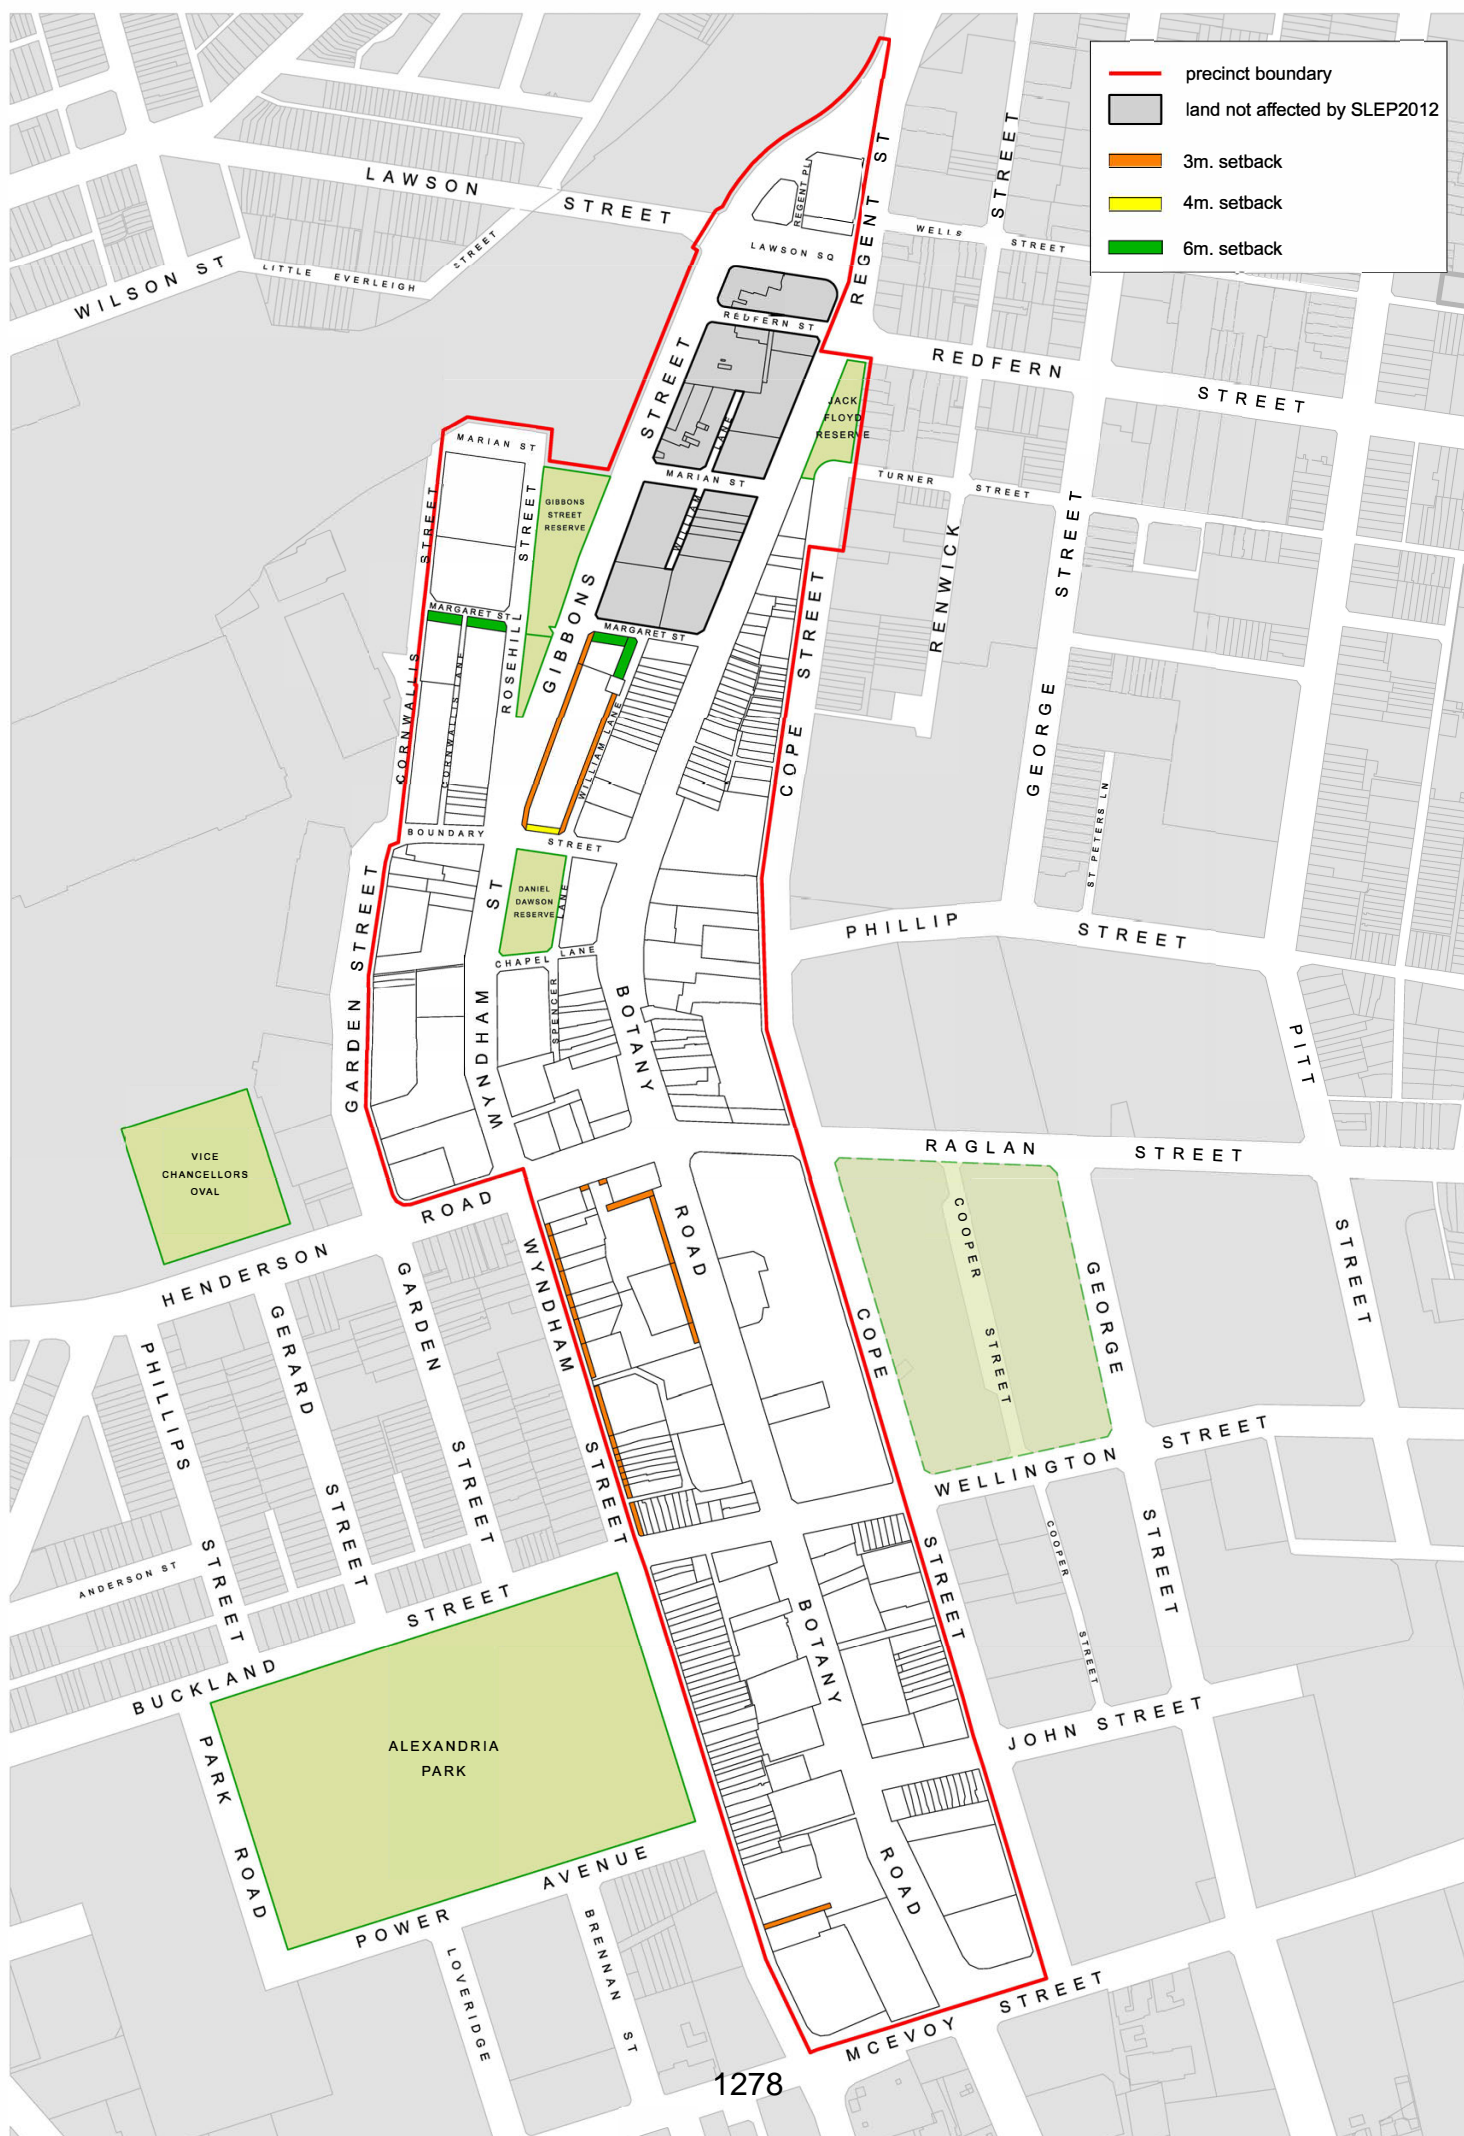 precinct boundary
land not affected by SLEP2012
3m. setback
4m. setback
6m. setback
LAWSON
STREET
WILSON ST
LITTLE EVERLEIGH
STREET
REGENT PL
REGENT ST
LAWSON SQ
WELLS
STREET
STREET
REDFERN ST
REDFERN
STREET
STREET
JACK
FLOYD
RESERVE
LANE
MARIAN ST
MARIAN ST
TURNER
STREET
STREET
STREET
GIBBONS
STREET
RESERVE
WILLIAM
GIBBONS
RENWICK
STREET
GEORGE
MARGARET ST
MARGARET ST
ROSEHILL
CORNWALLIS
CORNWALLIS LANE
WILLIAM LANE
STREET
COPE
ST PETERS LN
BOUNDARY
STREET
DANIEL
DAWSON
RESERVE
LANE
ST
GARDEN STREET
PHILLIP
STREET
CHAPEL LANE
SPENCER
WYNDHAM
BOTANY
PITT
STREET
VICE
CHANCELLORS
OVAL
RAGLAN
STREET
ROAD
HENDERSON
ROAD
COOPER
STREET
GEORGE
STREET
WYNDHAM
STREET
COPE
STREET
PHILLIPS
STREET
GERARD
STREET
GARDEN
STREET
WELLINGTON
STREET
COOPER
STREET
ANDERSON ST
BUCKLAND
STREET
BOTANY
ROAD
JOHN STREET
ALEXANDRIA
PARK
PARK
ROAD
POWER
AVENUE
LOVERIDGE
BRENNAN
ST
MCEVOY
STREET
1278